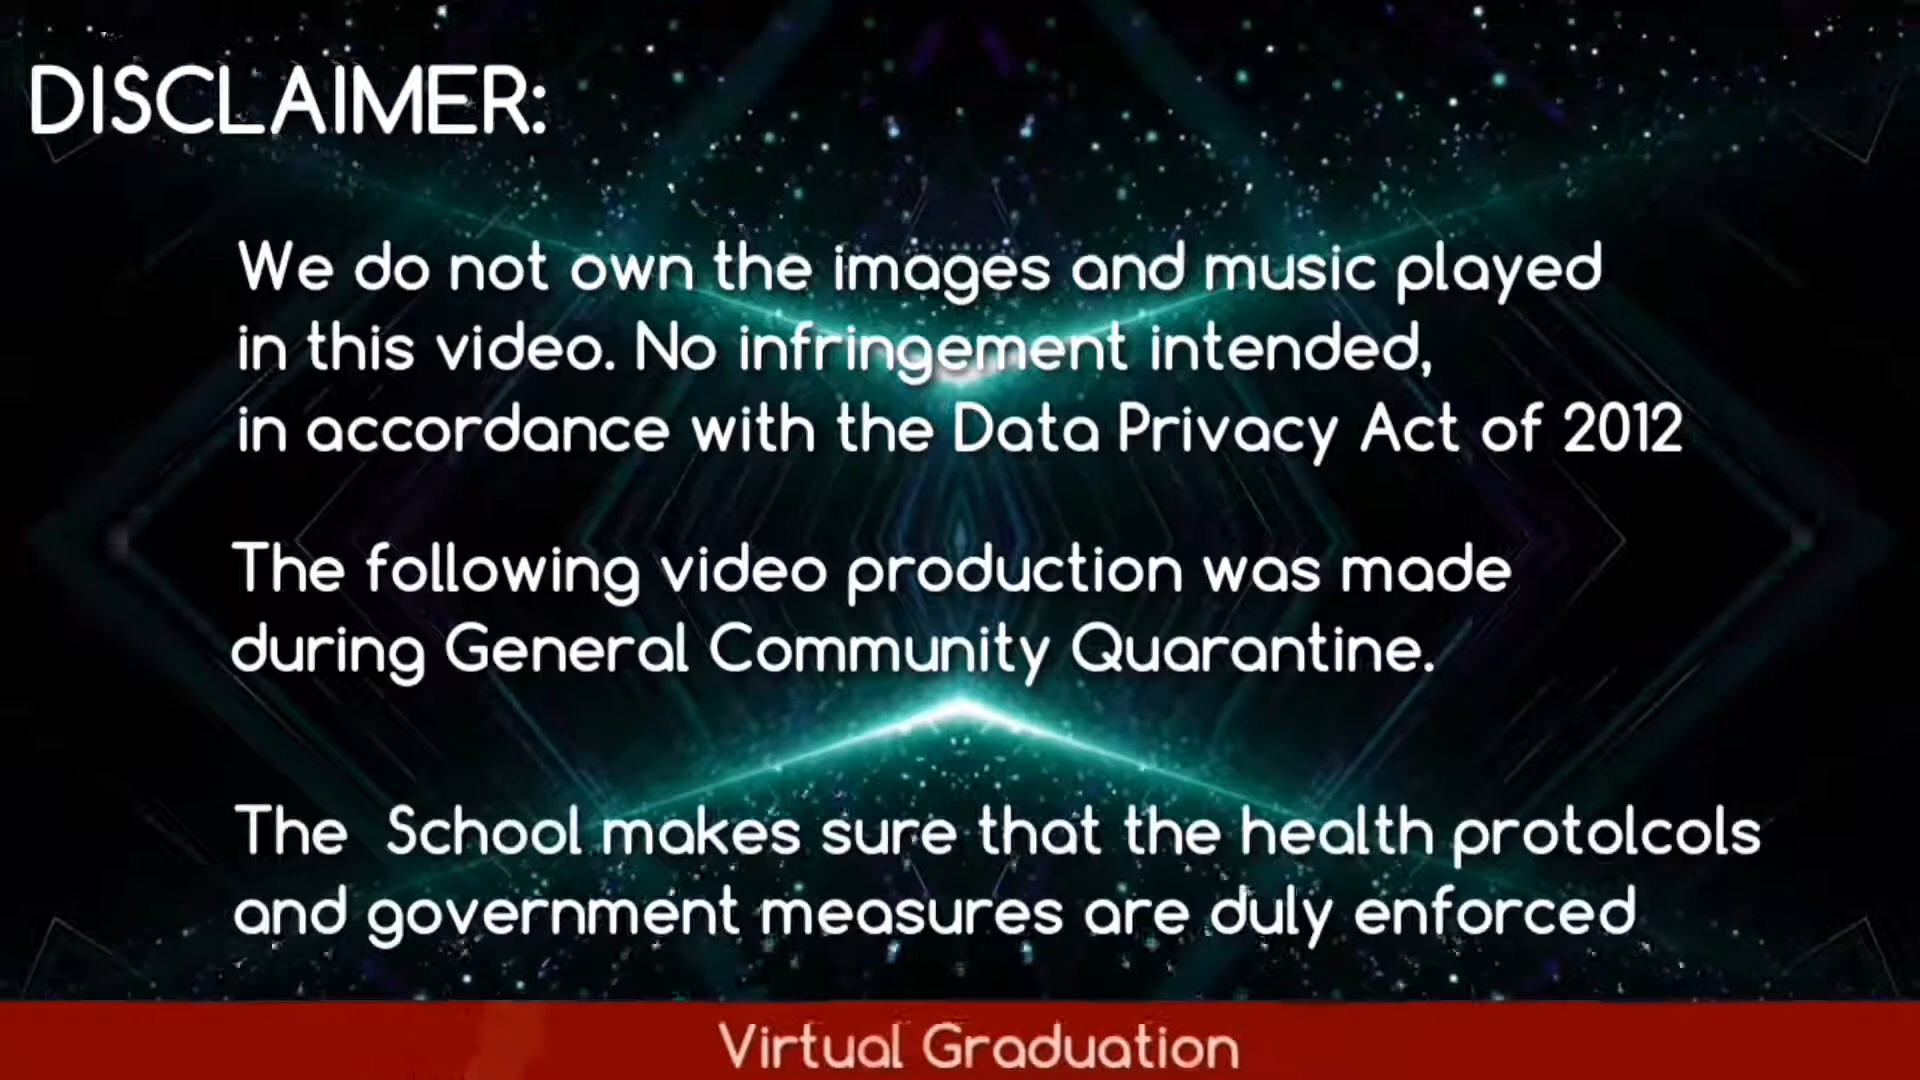 DISCLAIMER:
We do not own the images and music played
in this video. No infringement intended,
in accordance with the Data Privacy Act of 2012
The following video production was made
during General Community Quarantine.
The School makes sure that the health protolcols
and government measures are duly enforced
Virtual Graduation